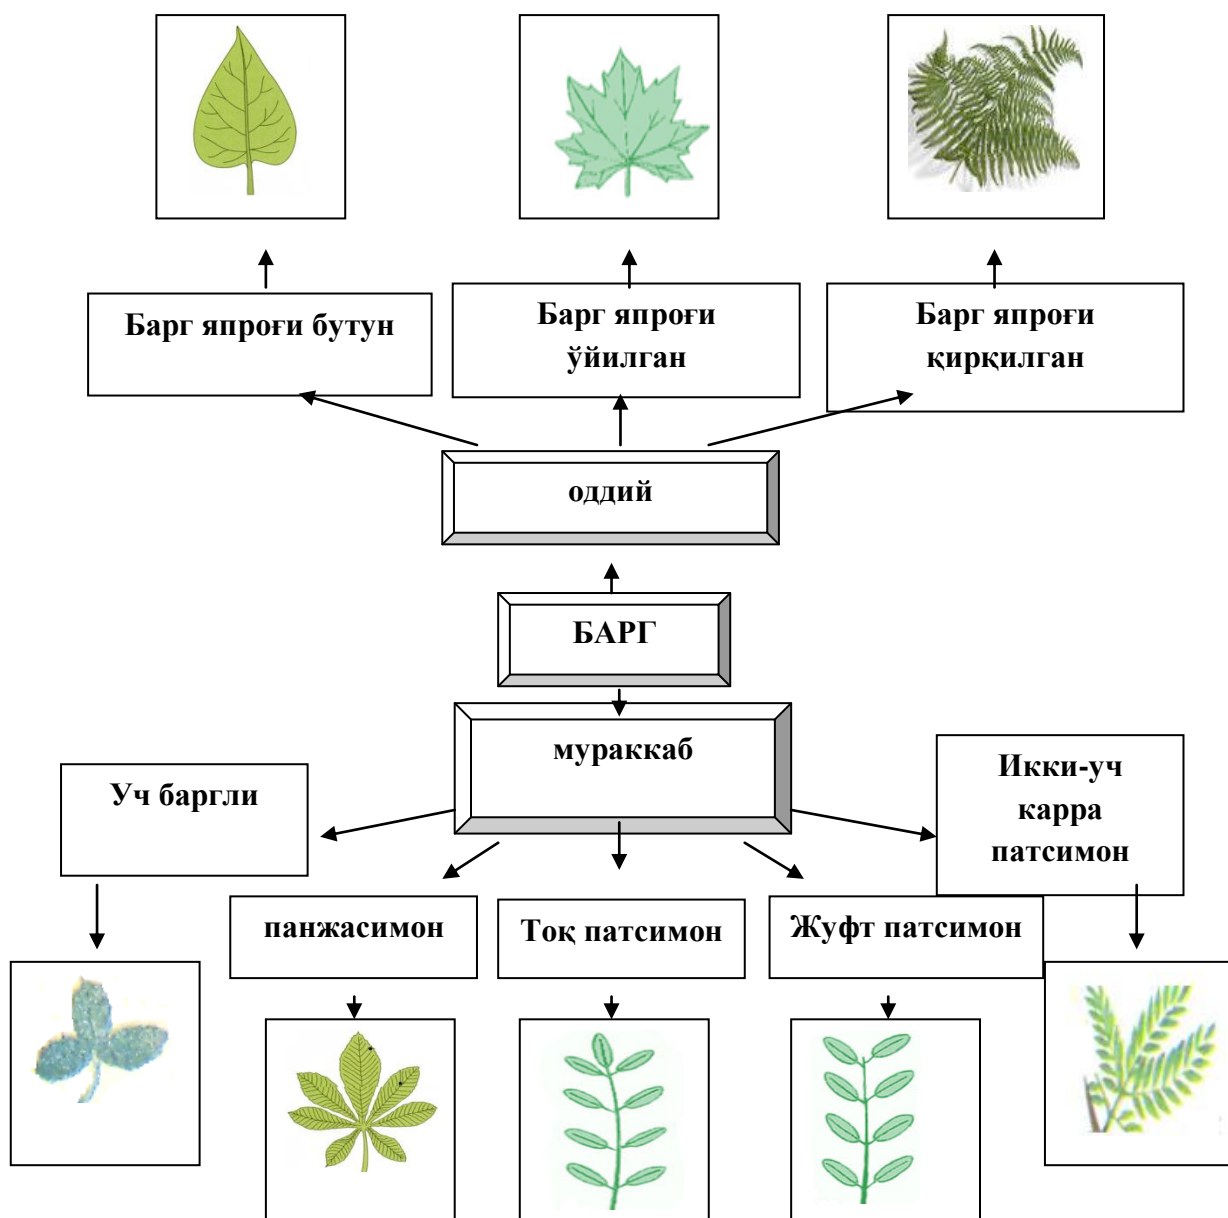 Барг япроғи бутун
Барг япроғи
ўйилган
Барг япроғи
қирқилган
оддий
БАРГ
мураккаб
Уч баргли
Икки-уч
карра
патсимон
панжасимон
Тоқ патсимон
Жуфт патсимон